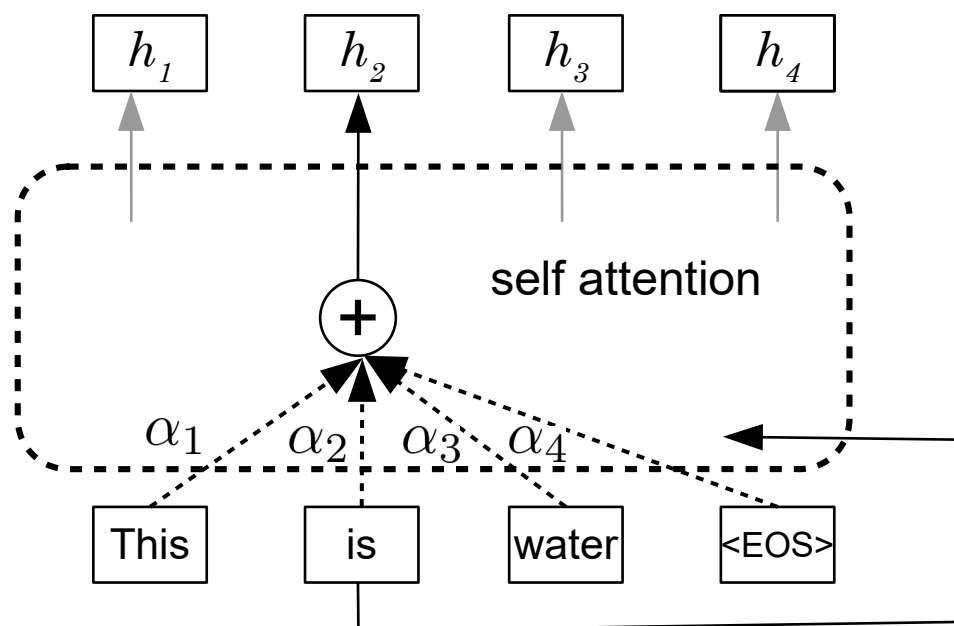 h₁ h₂ h₃ h₄
self attention
+
α₁ α₂ α₃ α₄
This is water <EOS>